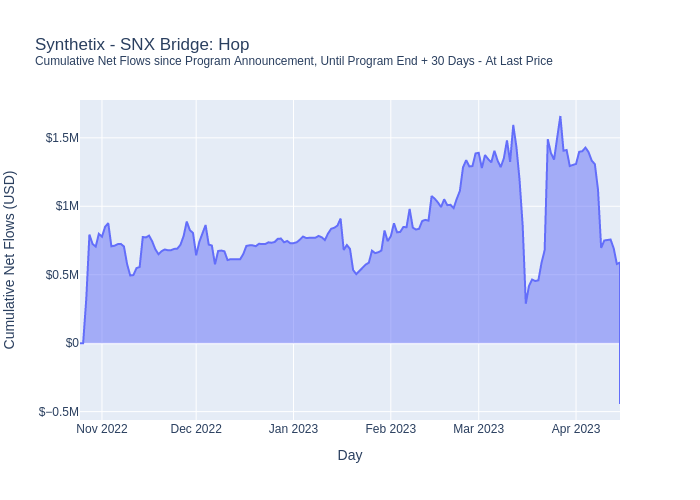 Synthetix - SNX Bridge: Hop
Cumulative Net Flows since Program Announcement, Until Program End + 30 Days - At Last Price
Cumulative Net Flows (USD)
$1.5M
$1M
$0.5M
$0
$−0.5M
Nov 2022
Dec 2022
Jan 2023
Feb 2023
Mar 2023
Apr 2023
Day